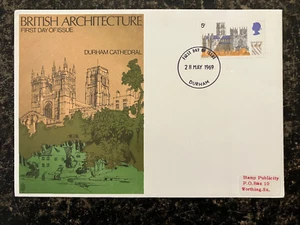 BRITISH ARCHITECTURE
FIRST DAY OF ISSUE
DURHAM CATHEDRAL
FIRST DAY OF ISSUE
28 MAY 1969
DURHAM
Stamp Publicity
P.O.Box 10
Worthing,Sx.